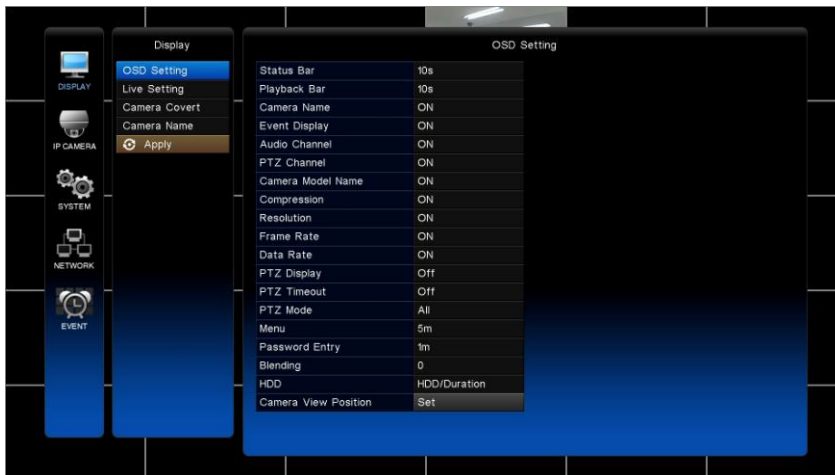 Display
OSD Setting
DISPLAY
IP CAMERA
SYSTEM
NETWORK
EVENT
OSD Setting
Live Setting
Camera Covert
Camera Name
Apply
Status Bar 10s
Playback Bar 10s
Camera Name ON
Event Display ON
Audio Channel ON
PTZ Channel ON
Camera Model Name ON
Compression ON
Resolution ON
Frame Rate ON
Data Rate ON
PTZ Display Off
PTZ Timeout Off
PTZ Mode All
Menu 5m
Password Entry 1m
Blending 0
HDD HDD/Duration
Camera View Position Set